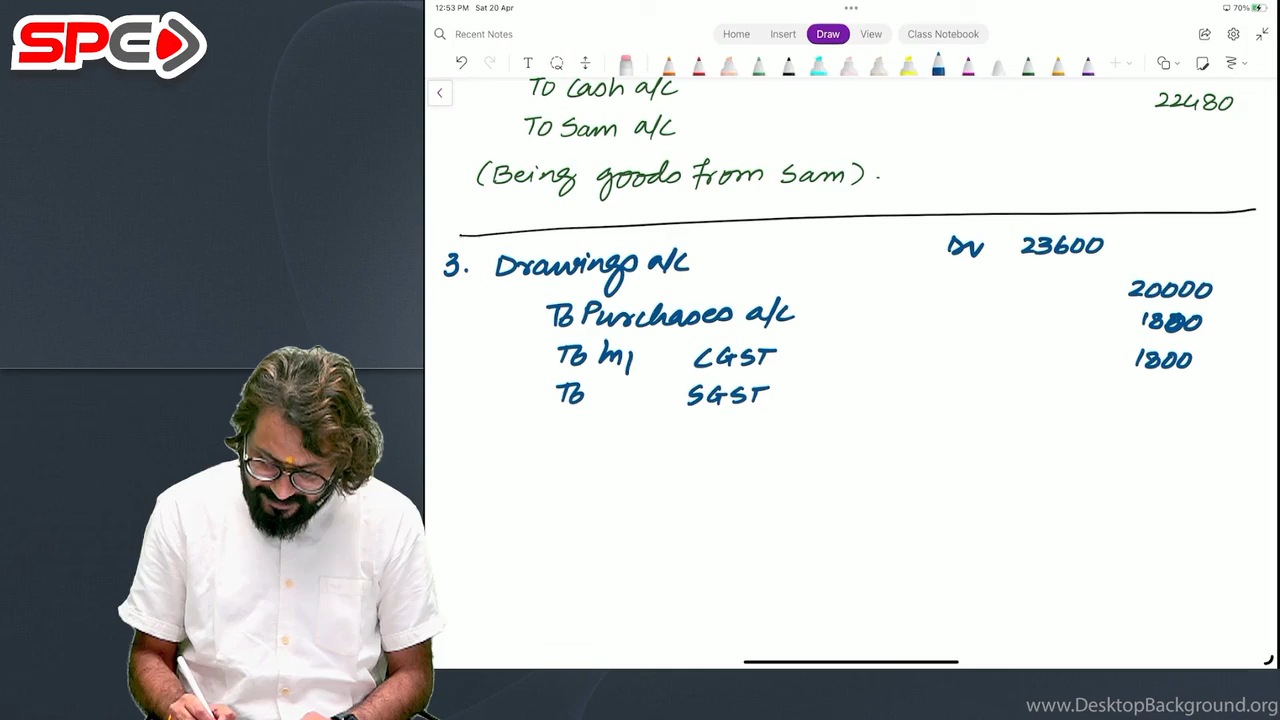 SPE
12:53 PM Sat 20 Apr
70%
Recent Notes
Home Insert Draw View Class Notebook
To Cash a/c 22480
To Sam a/c
(Being goods from Sam).
3. Drawings a/c Dr 23600
To Purchases a/c 20000
1800
To CGST 1800
To SGST
www.DesktopBackground.org